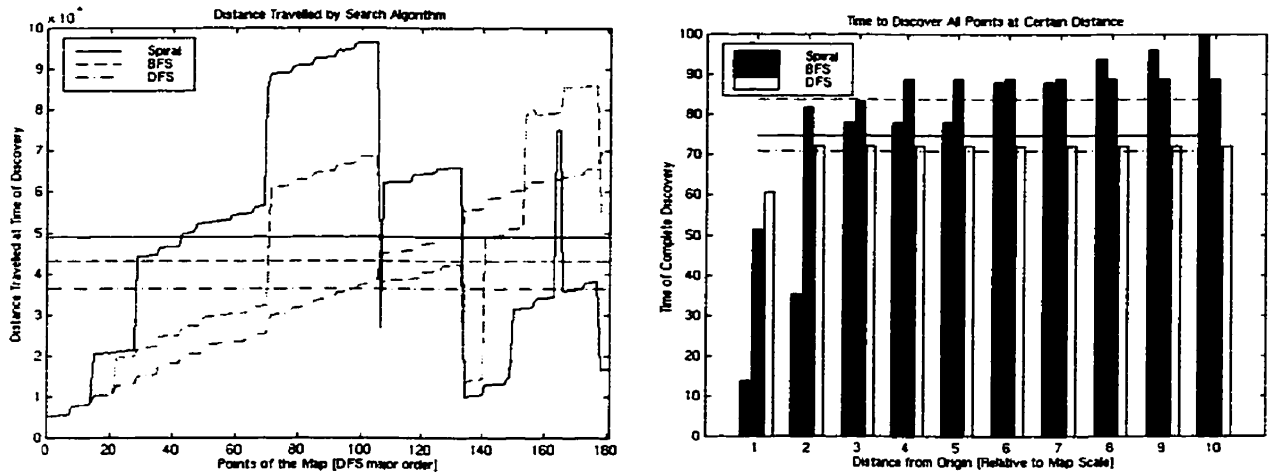 Distance Travelled by Search Algorithm
10 x 10⁴
Spiral
BFS
DFS
Distance Travelled at Time of Discovery
9
8
7
6
5
4
3
2
1
0
0 20 40 60 80 100 120 140 160 180
Points of the Map [DFS major order]
Time to Discover All Points at Certain Distance
Spiral
BFS
DFS
Time of Complete Discovery
100
90
80
70
60
50
40
30
20
10
0
1 2 3 4 5 6 7 8 9 10
Distance from Origin [Relative to Map Scale]